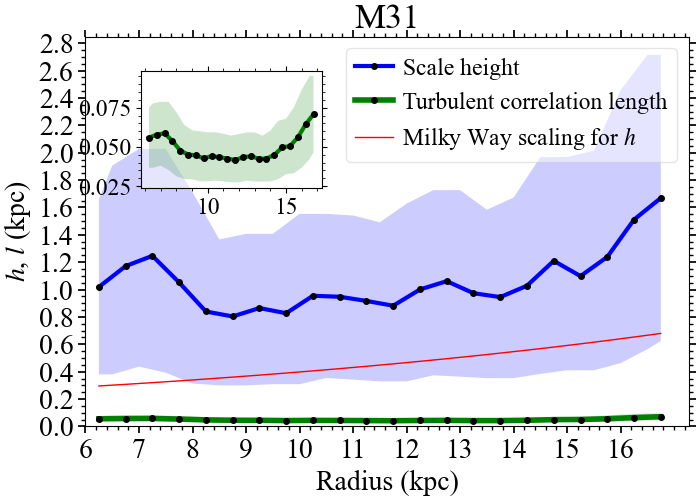 M31
h, l (kpc)
2.8
2.6
2.4
2.2
2.0
1.8
1.6
1.4
1.2
1.0
0.8
0.6
0.4
0.2
0.0
Scale height
Turbulent correlation length
Milky Way scaling for h
0.075
0.050
0.025
10 15
6 7 8 9 10 11 12 13 14 15 16
Radius (kpc)